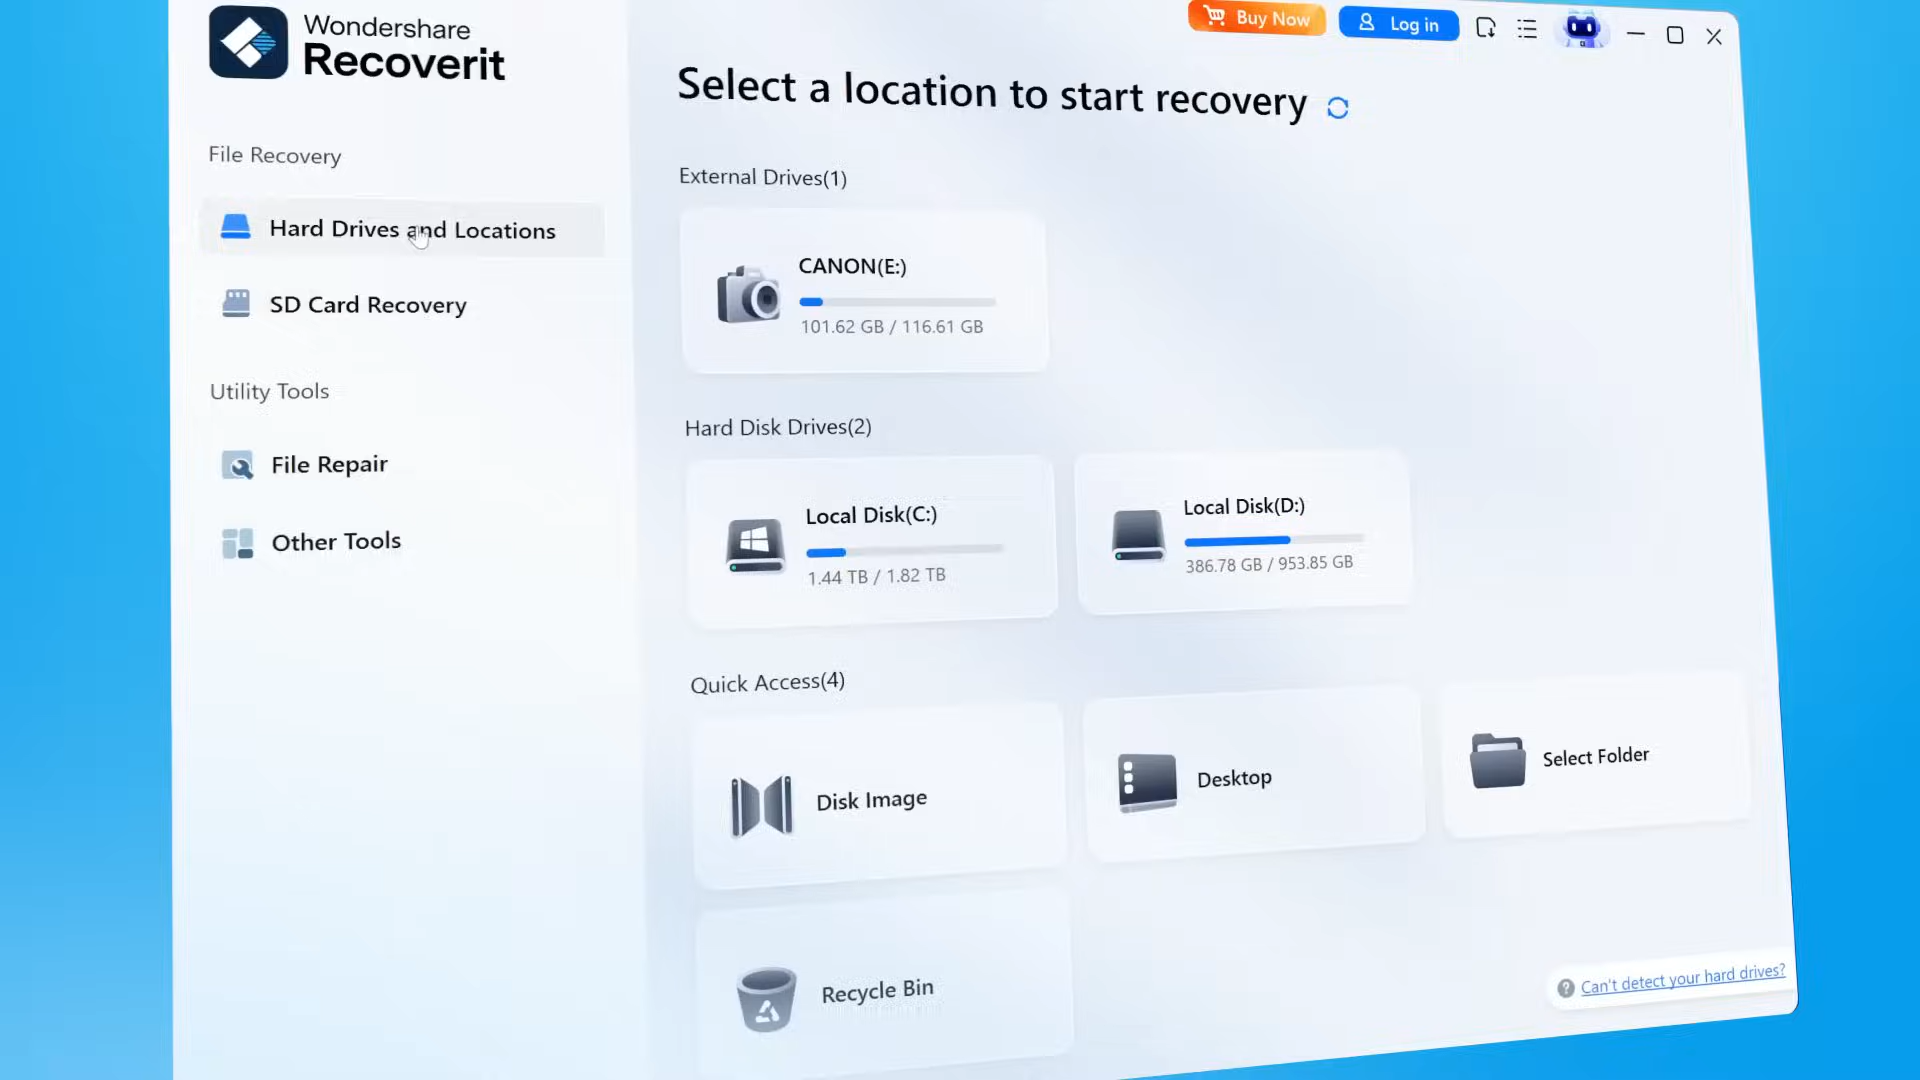 Wondershare
Recoverit
Buy Now
Log in
Select a location to start recovery
File Recovery
Hard Drives and Locations
SD Card Recovery
Utility Tools
File Repair
Other Tools
External Drives(1)
CANON(E:)
101.62 GB / 116.61 GB
Hard Disk Drives(2)
Local Disk(C:)
1.44 TB / 1.82 TB
Local Disk(D:)
386.78 GB / 953.85 GB
Quick Access(4)
Disk Image
Desktop
Select Folder
Recycle Bin
? Can't detect your hard drives?